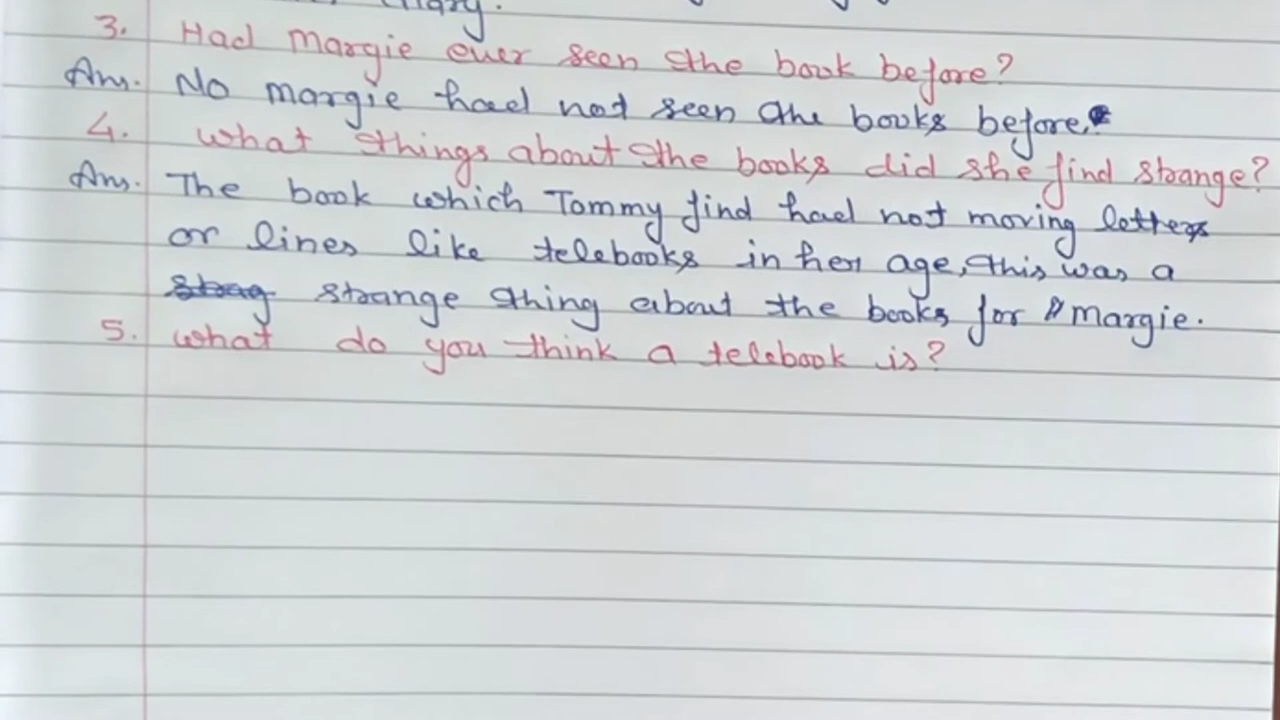 3. Had Margie ever seen the book before?
Ans. No margie had not seen the books before.
4. what things about the books did she find strange?
Ans. The book which Tommy find had not moving letters
or lines like telebooks in her age, this was a
strange thing about the books for margie.
5. what do you think a telebook is?